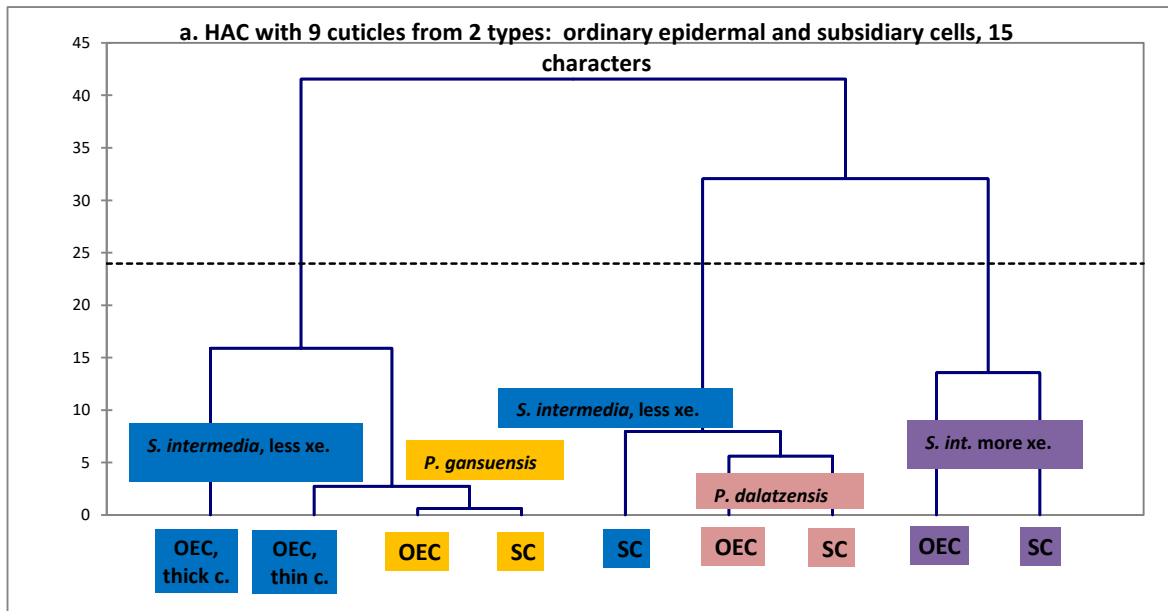 a. HAC with 9 cuticles from 2 types: ordinary epidermal and subsidiary cells, 15
characters
45
40
35
30
25
20
15
10
5
0
S. intermedia, less xe.
P. gansuensis
S. intermedia, less xe.
P. dalatzensis
S. int. more xe.
OEC,
thick c.
OEC,
thin c.
OEC
SC
SC
OEC
SC
OEC
SC